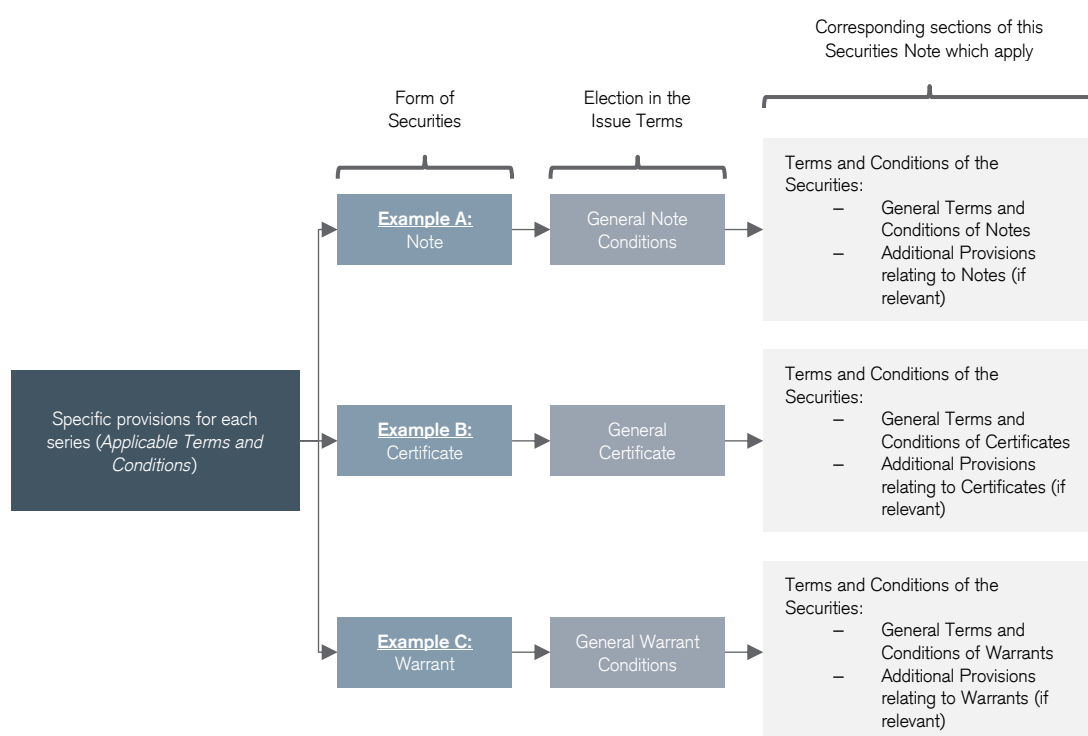 Corresponding sections of this
Securities Note which apply
Form of
Securities
Election in the
Issue Terms
Example A:
Note
General Note
Conditions
Terms and Conditions of the
Securities:
– General Terms and
Conditions of Notes
– Additional Provisions
relating to Notes (if
relevant)
Specific provisions for each
series (Applicable Terms and
Conditions)
Example B:
Certificate
General
Certificate
Terms and Conditions of the
Securities:
– General Terms and
Conditions of Certificates
– Additional Provisions
relating to Certificates (if
relevant)
Example C:
Warrant
General Warrant
Conditions
Terms and Conditions of the
Securities:
– General Terms and
Conditions of Warrants
– Additional Provisions
relating to Warrants (if
relevant)